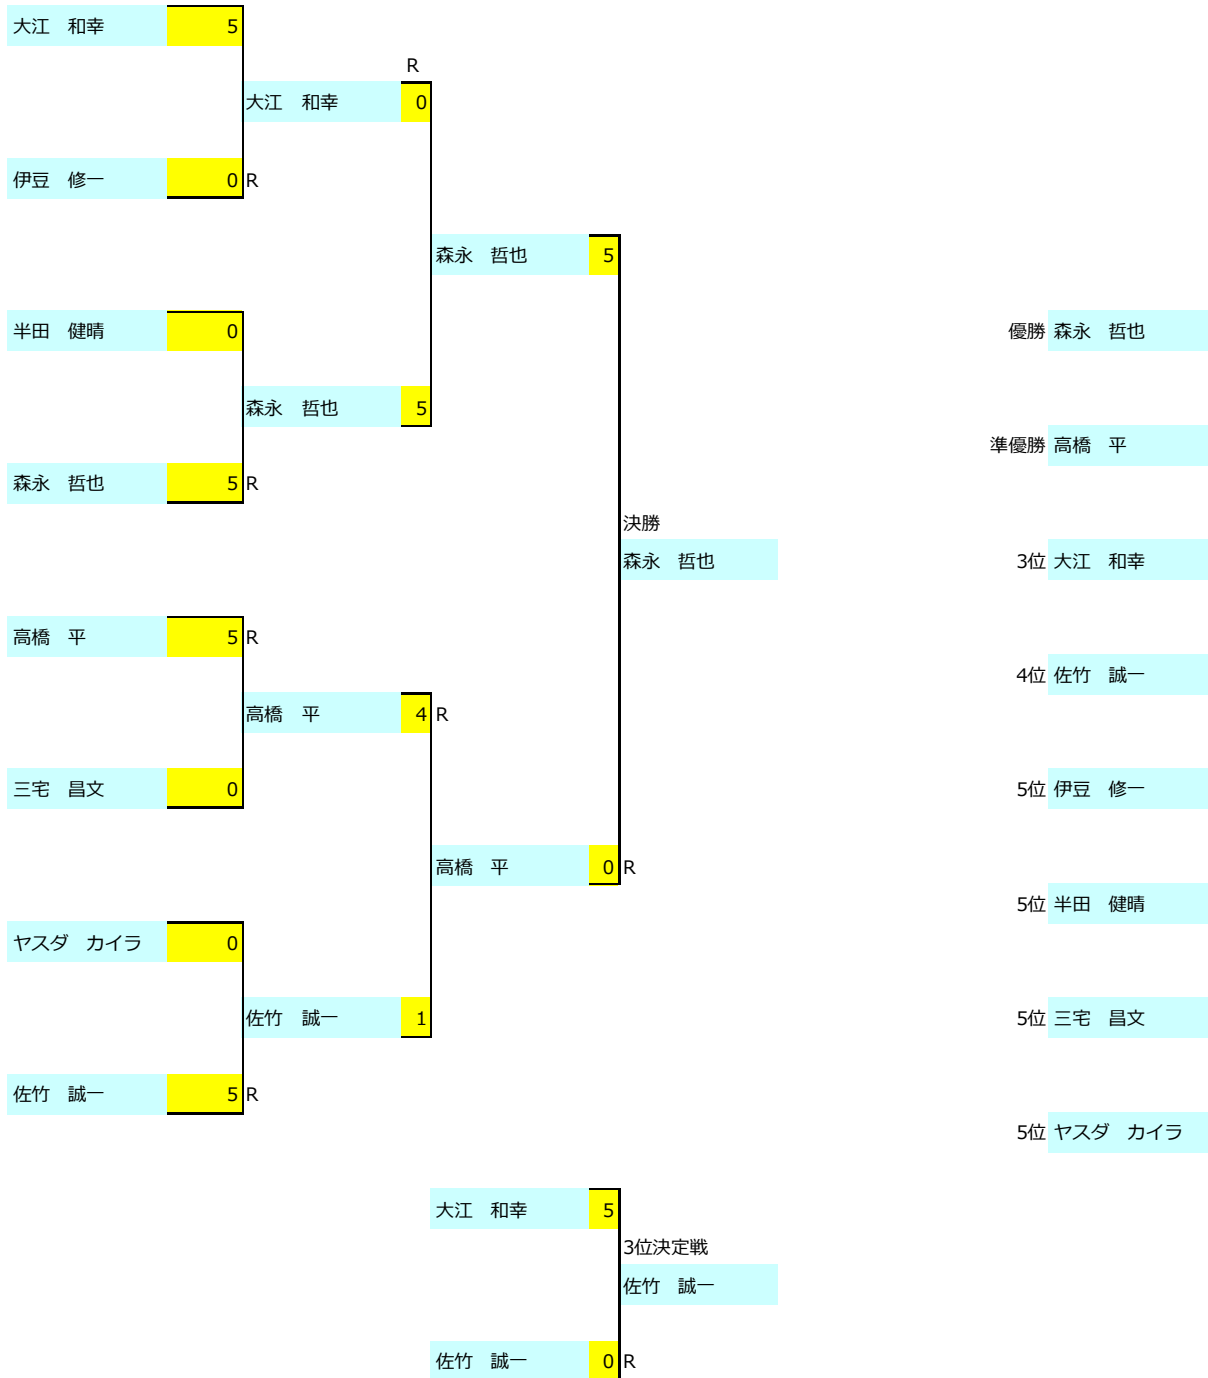 大江　和幸 5
R
大江　和幸 0
伊豆　修一 0 R
森永　哲也 5
半田　健晴 0
優勝 森永　哲也
森永　哲也 5
準優勝 高橋　平
森永　哲也 5 R
決勝
森永　哲也
3位 大江　和幸
高橋　平 5 R
4位 佐竹　誠一
高橋　平 4 R
三宅　昌文 0
5位 伊豆　修一
高橋　平 0 R
5位 半田　健晴
ヤスダ　カイラ 0
佐竹　誠一 1
5位 三宅　昌文
佐竹　誠一 5 R
5位 ヤスダ　カイラ
大江　和幸 5
3位決定戦
佐竹　誠一
佐竹　誠一 0 R